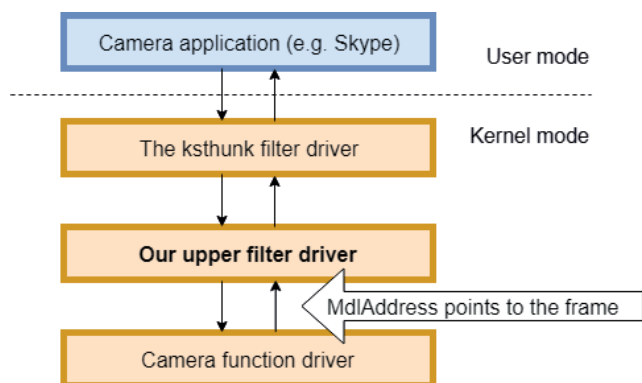 Camera application (e.g. Skype)
User mode
Kernel mode
The ksthunk filter driver
Our upper filter driver
MdlAddress points to the frame
Camera function driver